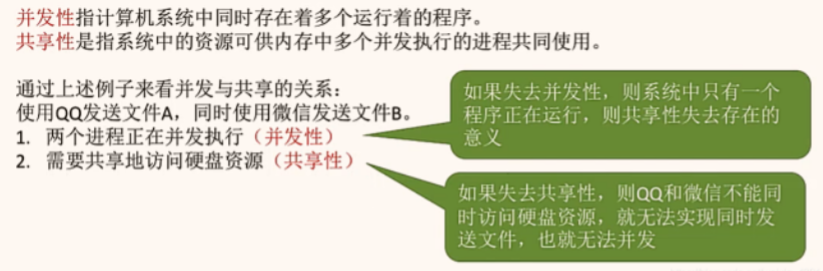 并发性指计算机系统中同时存在着多个运行着的程序。
共享性是指系统中的资源可供内存中多个并发执行的进程共同使用。
通过上述例子来看并发与共享的关系：
使用QQ发送文件A，同时使用微信发送文件B。
1. 两个进程正在并发执行（并发性）
2. 需要共享地访问硬盘资源（共享性）
如果失去并发性，则系统中只有一个
程序正在运行，则共享性失去存在的
意义
如果失去共享性，则QQ和微信不能同
时访问硬盘资源，就无法实现同时发
送文件，也就无法并发